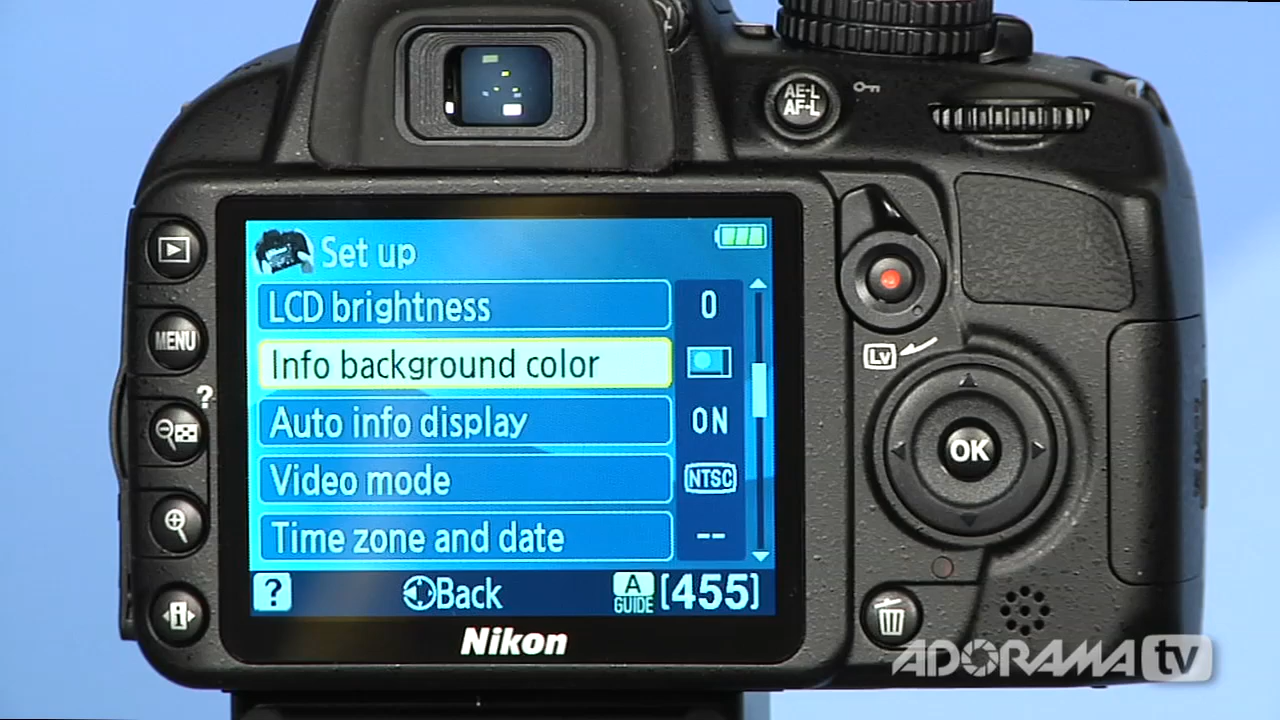 AE-L
AF-L
Set up
LCD brightness 0
Info background color
Auto info display ON
Video mode NTSC
Time zone and date --
? Back A GUIDE [455]
MENU
?
Lv
OK
Nikon
ADORAMA tv